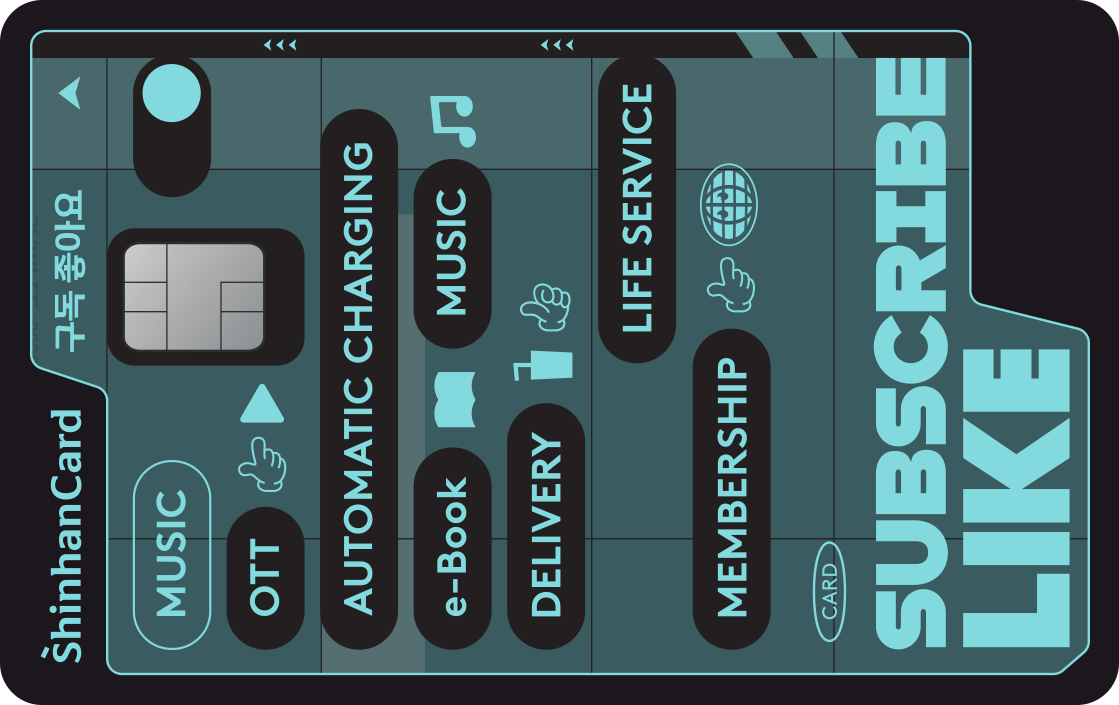 ShinhanCard 구독 좋아요
MUSIC
OTT
AUTOMATIC CHARGING
e-Book MUSIC
DELIVERY
LIFE SERVICE
MEMBERSHIP
CARD
SUBSCRIBE
LIKE